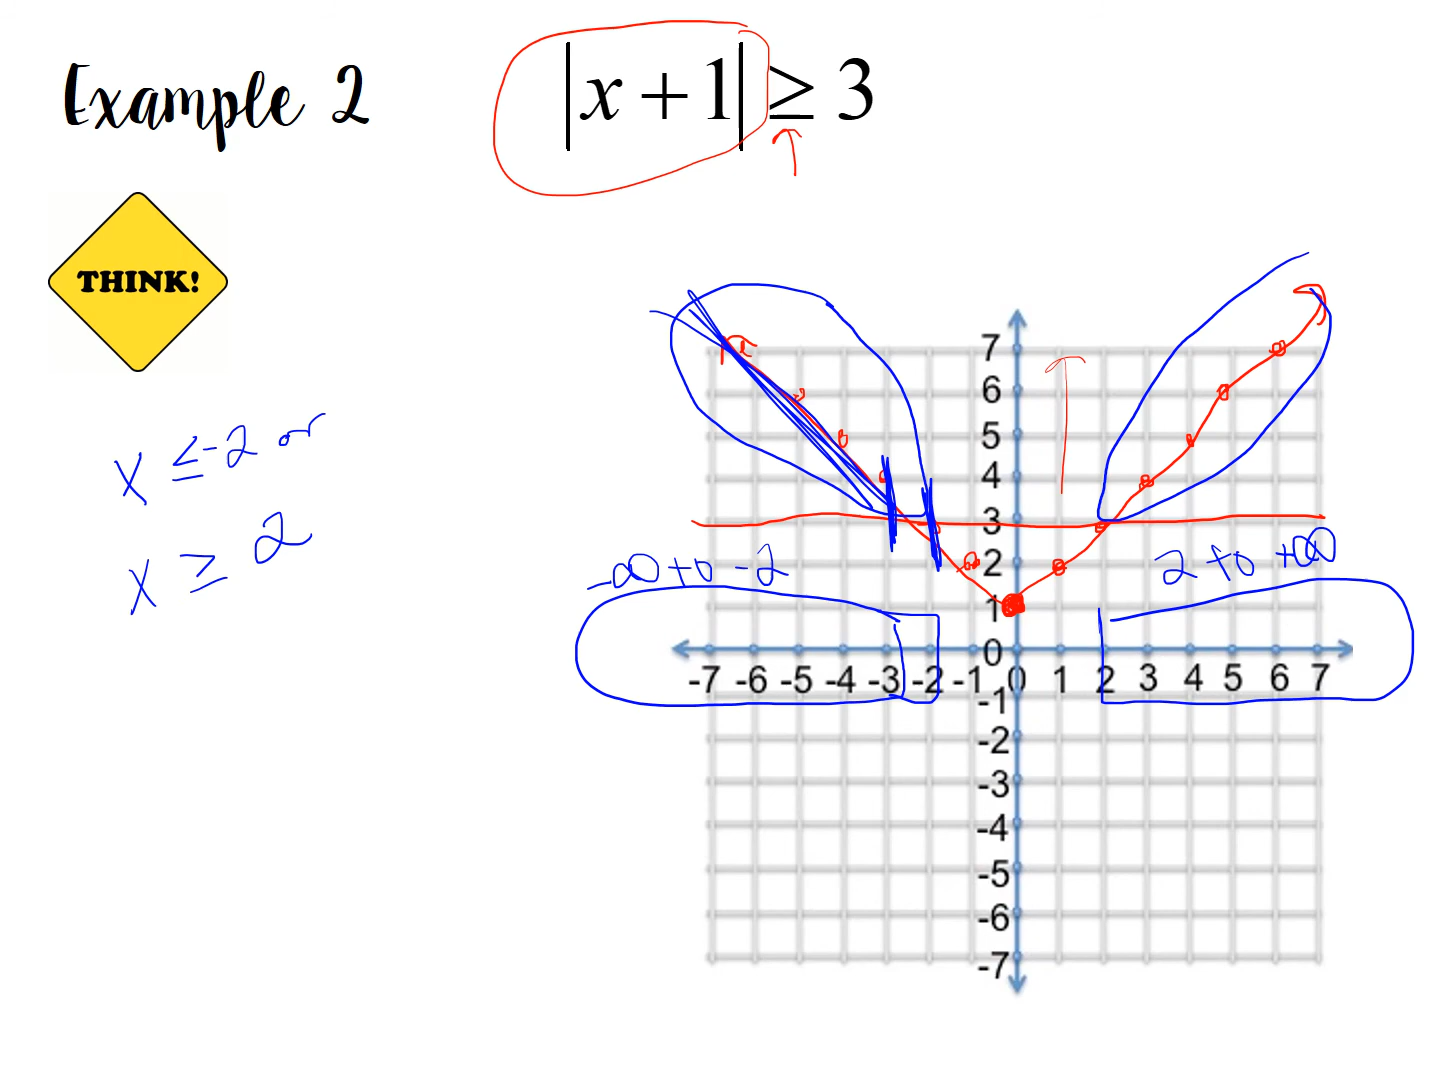 Example 2
|x + 1| ≥ 3
THINK!
x ≤ -2 or
x ≥ 2
-∞ to -2
2 to +∞
7
6
5
4
3
2
1
0
-7 -6 -5 -4 -3 -2 -1 0 1 2 3 4 5 6 7
-1
-2
-3
-4
-5
-6
-7